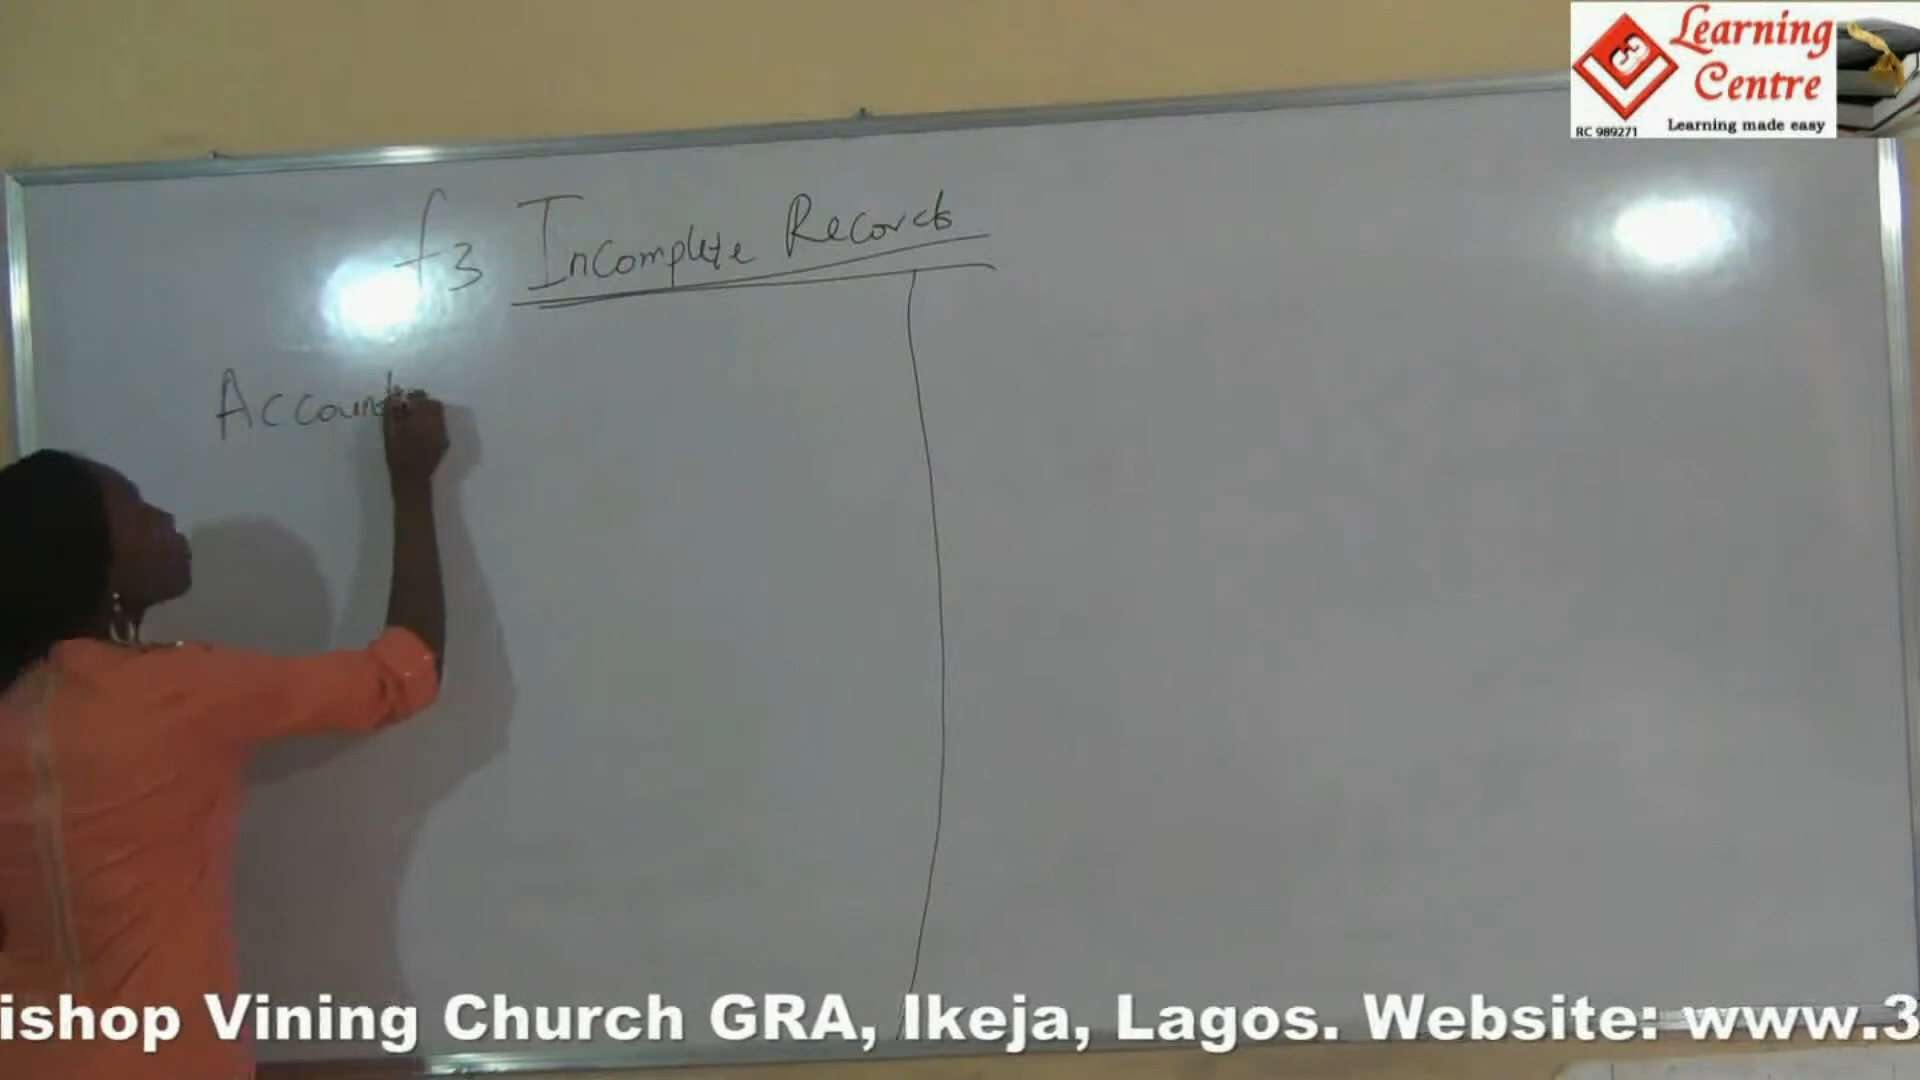 Learning
Centre
RC 989271
Learning made easy
f3 Incomplete Records
ishop Vining Church GRA, Ikeja, Lagos. Website: www.3